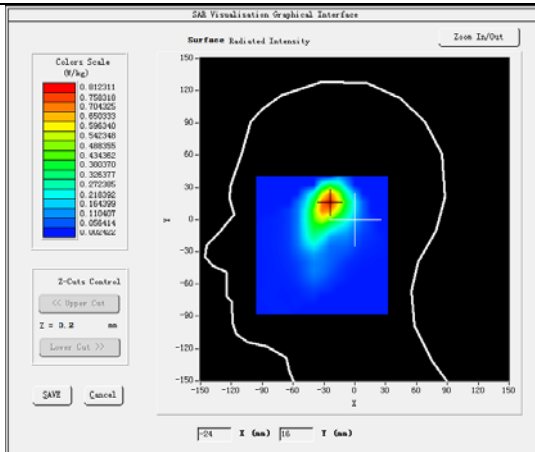 SAR Visualisation Graphical Interface
Surface Radiated Intensity
Zoom In/Out
Colors Scale
(W/kg)
0.812311
0.758318
0.704325
0.650333
0.596340
0.542348
0.488355
0.434362
0.380370
0.326377
0.272385
0.218392
0.164399
0.110407
0.056414
0.002422
Z-Cuts Control
<< Upper Cut
Z = 3.2 mm
Lower Cut >>
SAVE
Cancel
Y
150
120
90
60
30
0
-30
-60
-90
-120
-150
-150 -120 -90 -60 -30 0 30 60 90 120 150
X
-24 X (mm) 16 Y (mm)